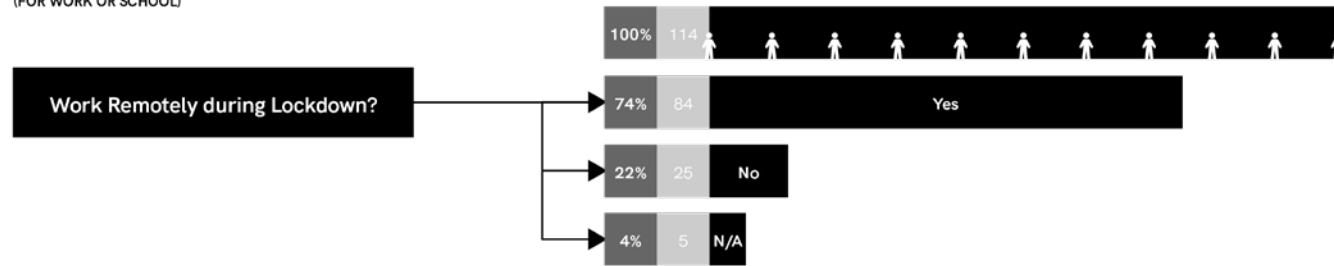 (FOR WORK OR SCHOOL)
100% 114
Work Remotely during Lockdown?
74% 84 Yes
22% 25 No
4% 5 N/A